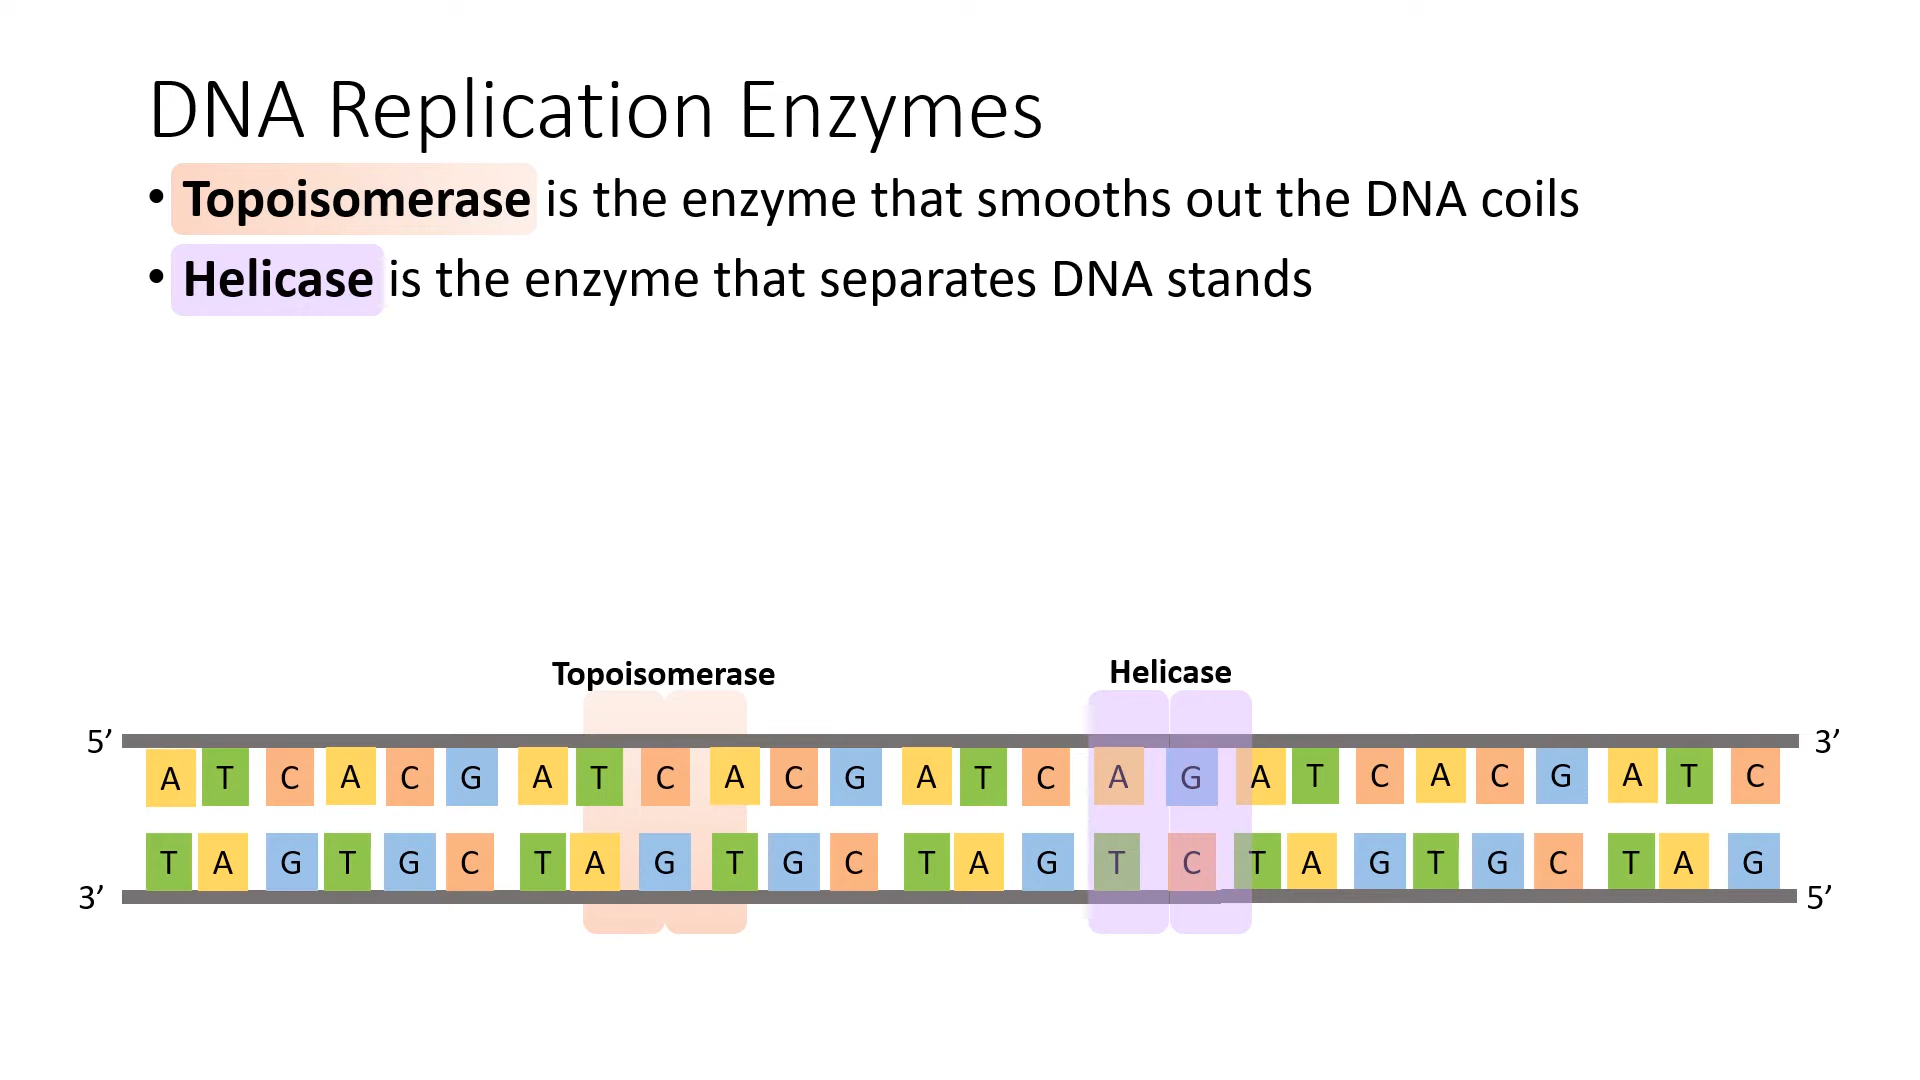 DNA Replication Enzymes
• Topoisomerase is the enzyme that smooths out the DNA coils
• Helicase is the enzyme that separates DNA stands
Topoisomerase Helicase
5’ 3’
A T C A C G A T C A C G A T C A G A T C A C G A T C
T A G T G C T A G T G C T A G T C T A G T G C T A G
3’ 5’